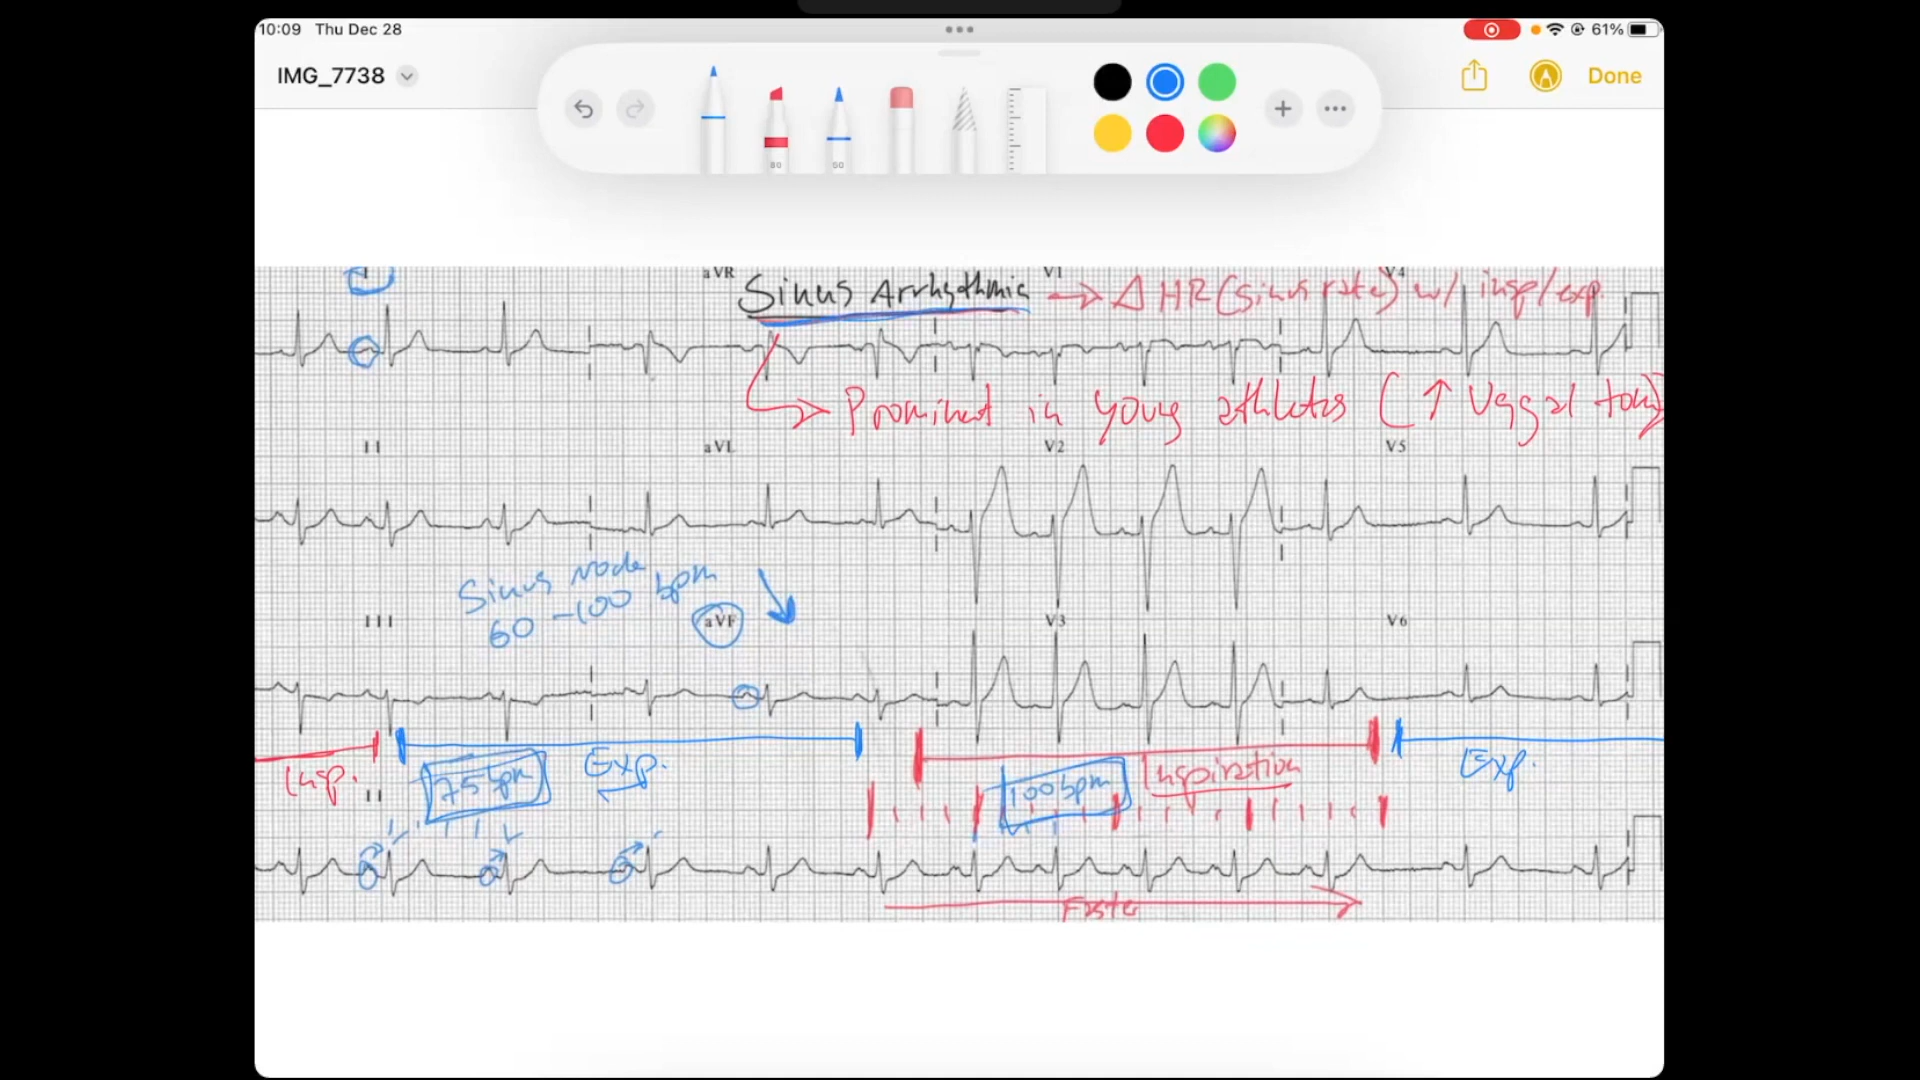 10:09 Thu Dec 28
61%
IMG_7738
Done
80
50
aVR
V1
V4
Sinus Arrhythmia → Δ HR (sinus rate) w/ insp/exp.
→ Prominent in young athletes (↑ Vagal tone)
II
aVL
V2
V5
Sinus Node
60-100 bpm
III
aVF
V3
V6
Insp.
75 bpm
Exp.
100 bpm
Inspiration
Exp.
II
Faster